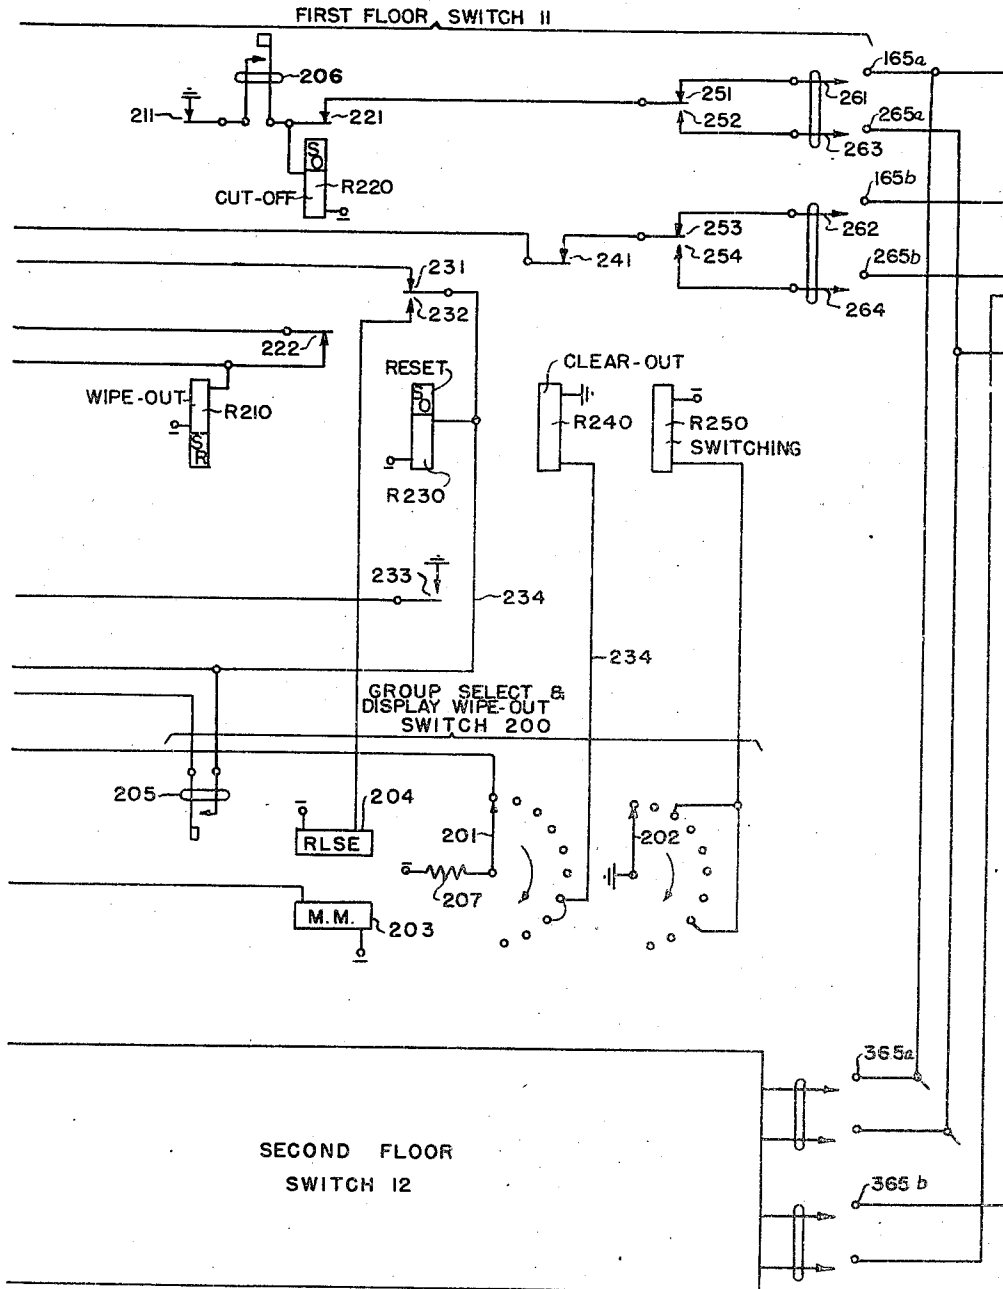 FIRST FLOOR SWITCH 11
206
211
221
251
252
261
263
165a
265a
S
O
CUT-OFF
R220
165b
253
254
262
264
241
265b
231
232
222
WIPE-OUT
R210
S
R
RESET
S
O
R230
CLEAR-OUT
R240
R250
SWITCHING
233
234
234
GROUP SELECT &
DISPLAY WIPE-OUT
SWITCH 200
205
204
RLSE
201
202
207
M.M.
203
365a
SECOND FLOOR
SWITCH 12
365b